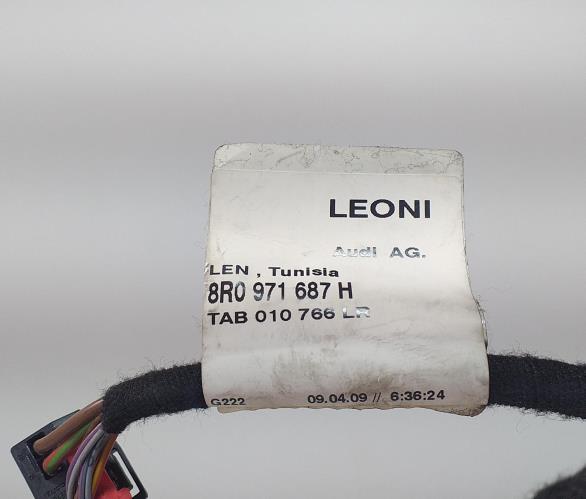 LEONI
Audi AG.
LEN , Tunisia
8R0 971 687 H
TAB 010 766 LR
G222 09.04.09 // 6:36:24